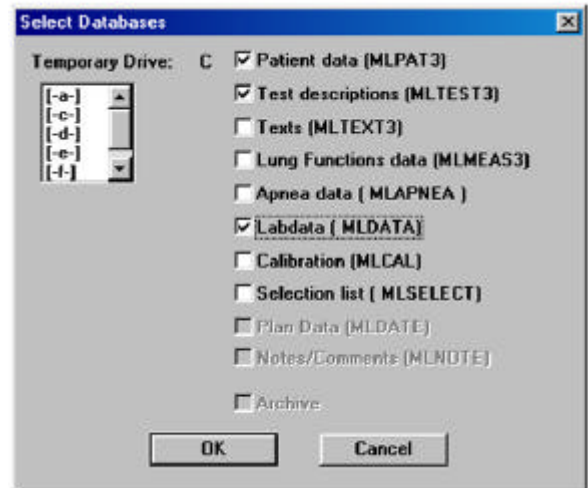 Select Databases
Temporary Drive: C
[-a-]
[-c-]
[-d-]
[-e-]
[-f-]
Patient data (MLPAT3)
Test descriptions (MLTEST3)
Texts (MLTEXT3)
Lung Functions data (MLMEAS3)
Apnea data ( MLAPNEA )
Labdata ( MLDATA)
Calibration (MLCAL)
Selection list ( MLSELECT)
Plan Data (MLDATE)
Notes/Comments (MLNOTE)
Archive
OK
Cancel